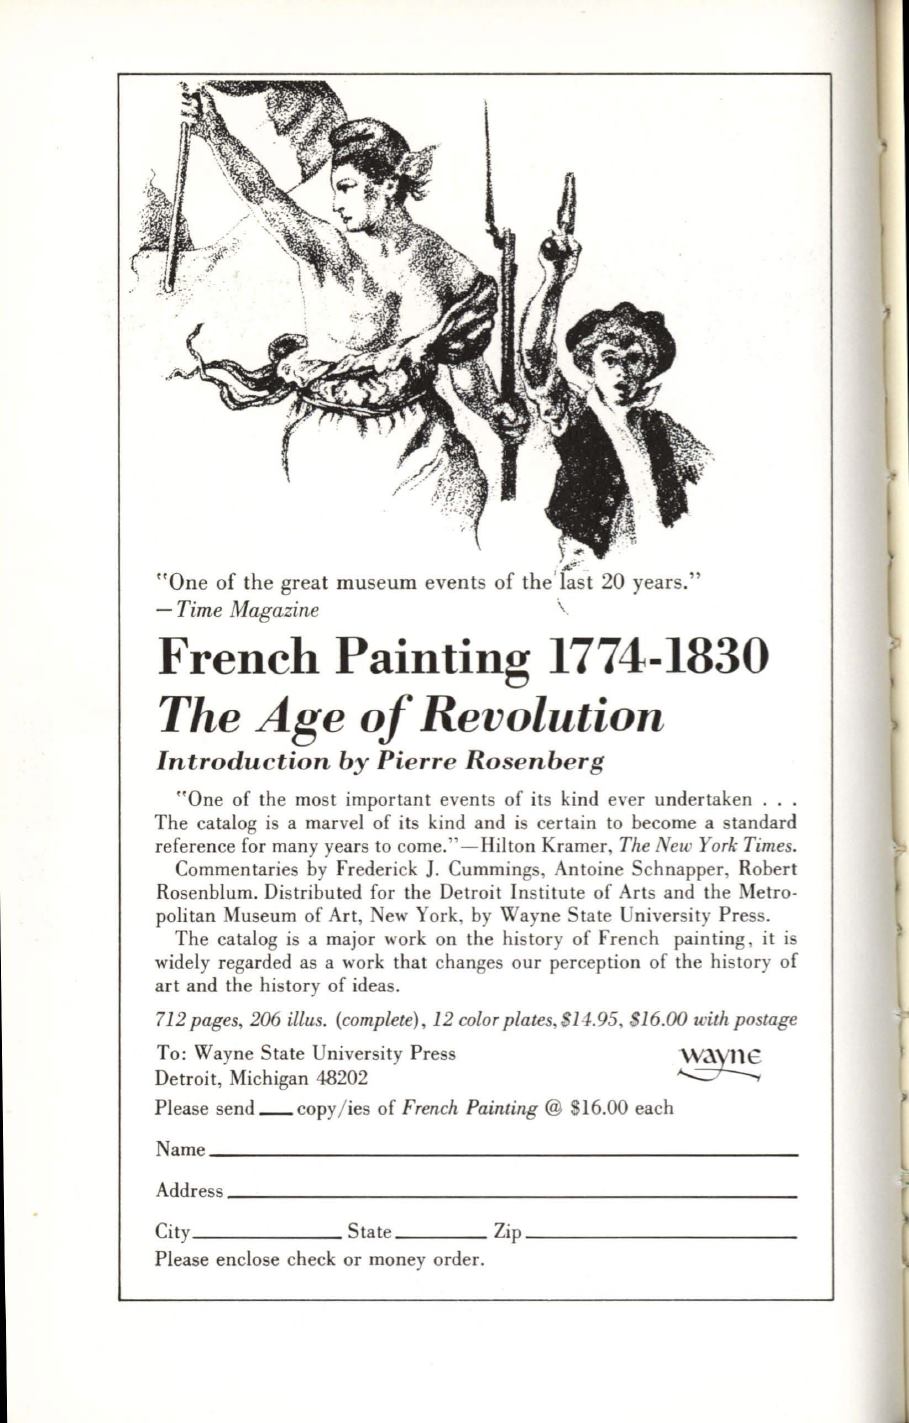 "One of the great museum events of the last 20 years."
—Time Magazine
French Painting 1774-1830
The Age of Revolution
Introduction by Pierre Rosenberg
"One of the most important events of its kind ever undertaken . . .
The catalog is a marvel of its kind and is certain to become a standard
reference for many years to come."—Hilton Kramer, The New York Times.
Commentaries by Frederick J. Cummings, Antoine Schnapper, Robert
Rosenblum. Distributed for the Detroit Institute of Arts and the Metro-
politan Museum of Art, New York, by Wayne State University Press.
The catalog is a major work on the history of French painting, it is
widely regarded as a work that changes our perception of the history of
art and the history of ideas.
712 pages, 206 illus. (complete), 12 color plates, $14.95, $16.00 with postage
To: Wayne State University Press
wayne
Detroit, Michigan 48202
Please send ___ copy/ies of French Painting @ $16.00 each
Name
Address
City State Zip
Please enclose check or money order.